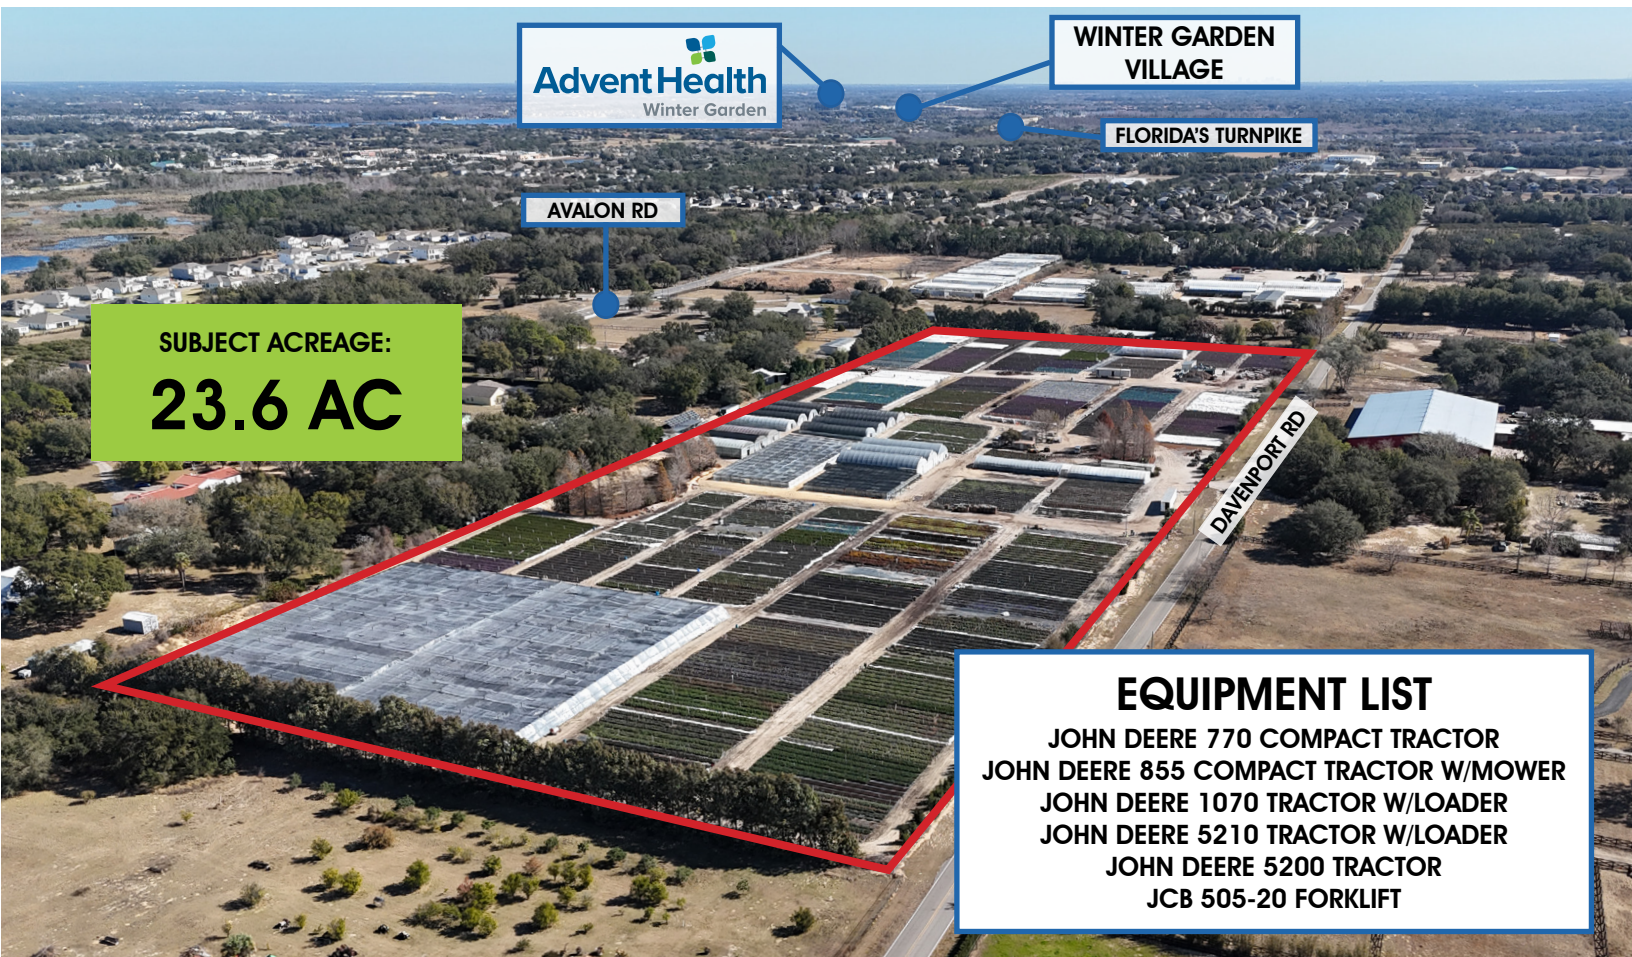 AdventHealth
Winter Garden
WINTER GARDEN
VILLAGE
FLORIDA'S TURNPIKE
AVALON RD
SUBJECT ACREAGE:
23.6 AC
DAVENPORT RD
EQUIPMENT LIST
JOHN DEERE 770 COMPACT TRACTOR
JOHN DEERE 855 COMPACT TRACTOR W/MOWER
JOHN DEERE 1070 TRACTOR W/LOADER
JOHN DEERE 5210 TRACTOR W/LOADER
JOHN DEERE 5200 TRACTOR
JCB 505-20 FORKLIFT